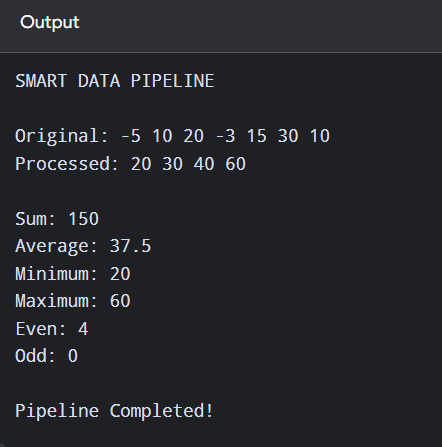 Output
SMART DATA PIPELINE
Original: -5 10 20 -3 15 30 10
Processed: 20 30 40 60
Sum: 150
Average: 37.5
Minimum: 20
Maximum: 60
Even: 4
Odd: 0
Pipeline Completed!